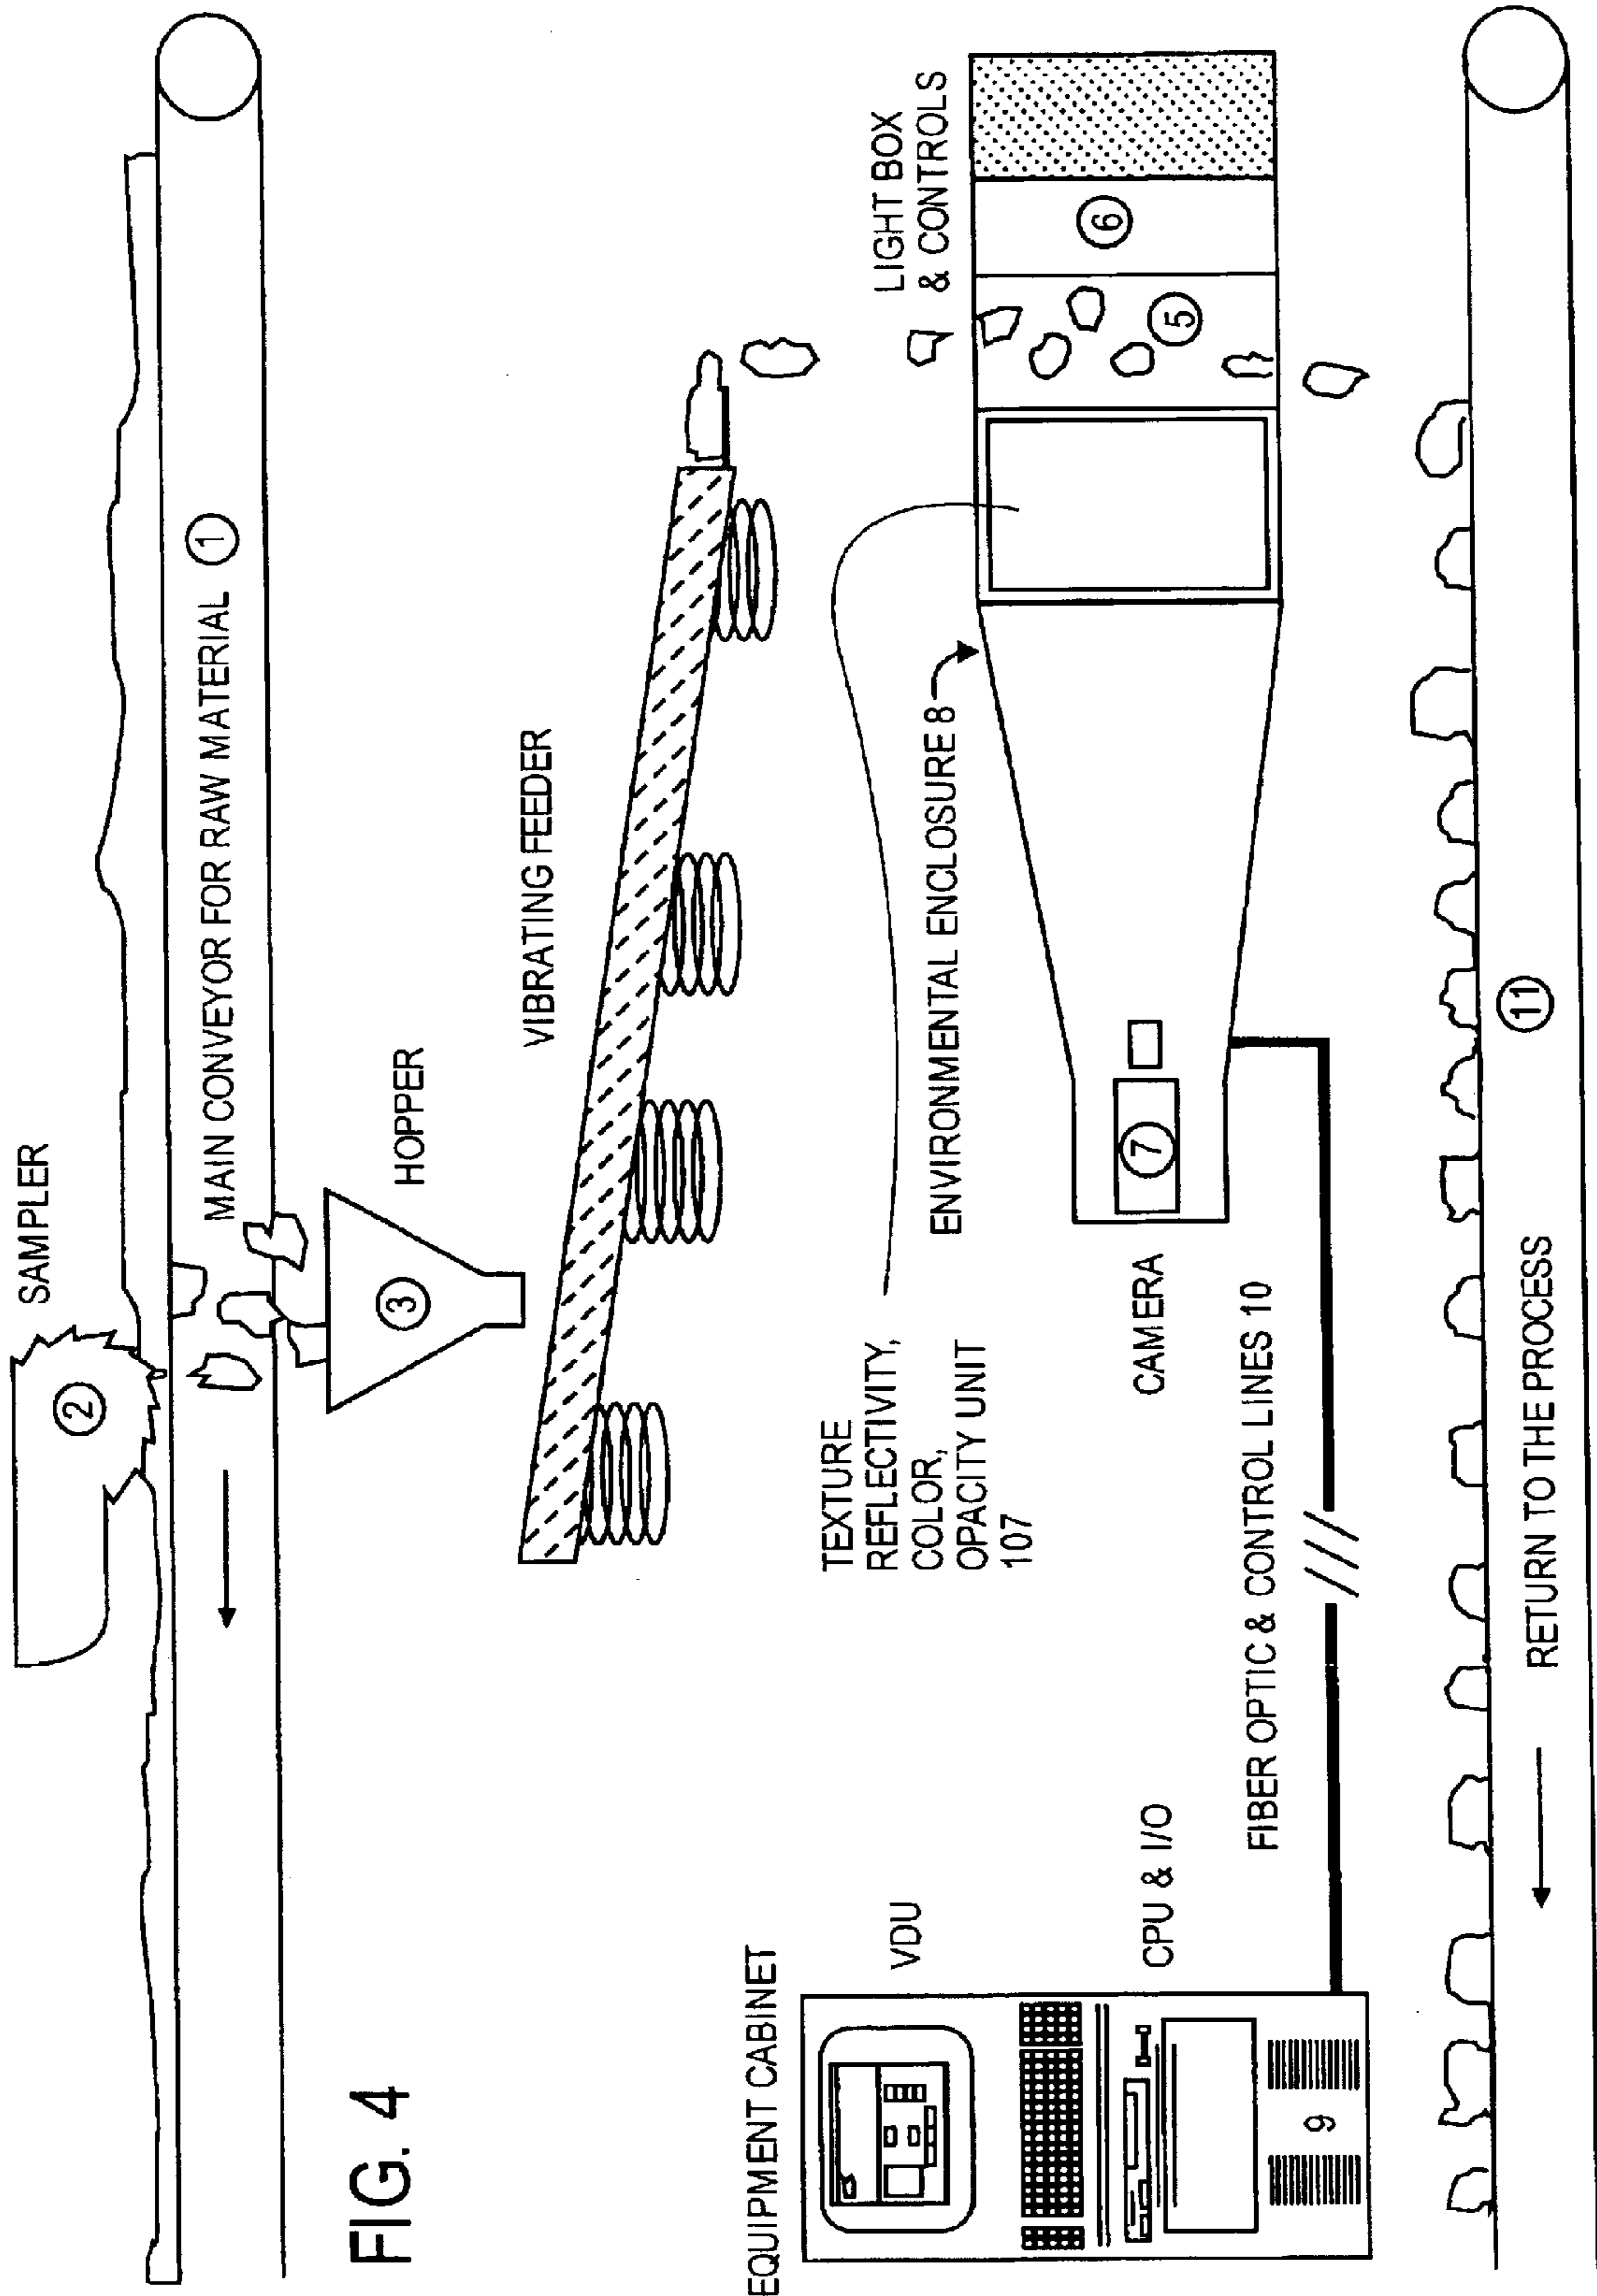 SAMPLER
2
MAIN CONVEYOR FOR RAW MATERIAL 1
FIG. 4
3
HOPPER
VIBRATING FEEDER
EQUIPMENT CABINET
VDU
CPU & I/O
9
TEXTURE
REFLECTIVITY,
COLOR,
OPACITY UNIT
107
ENVIRONMENTAL ENCLOSURE 8
LIGHT BOX
& CONTROLS
5
6
7
CAMERA
FIBER OPTIC & CONTROL LINES 10
RETURN TO THE PROCESS
11